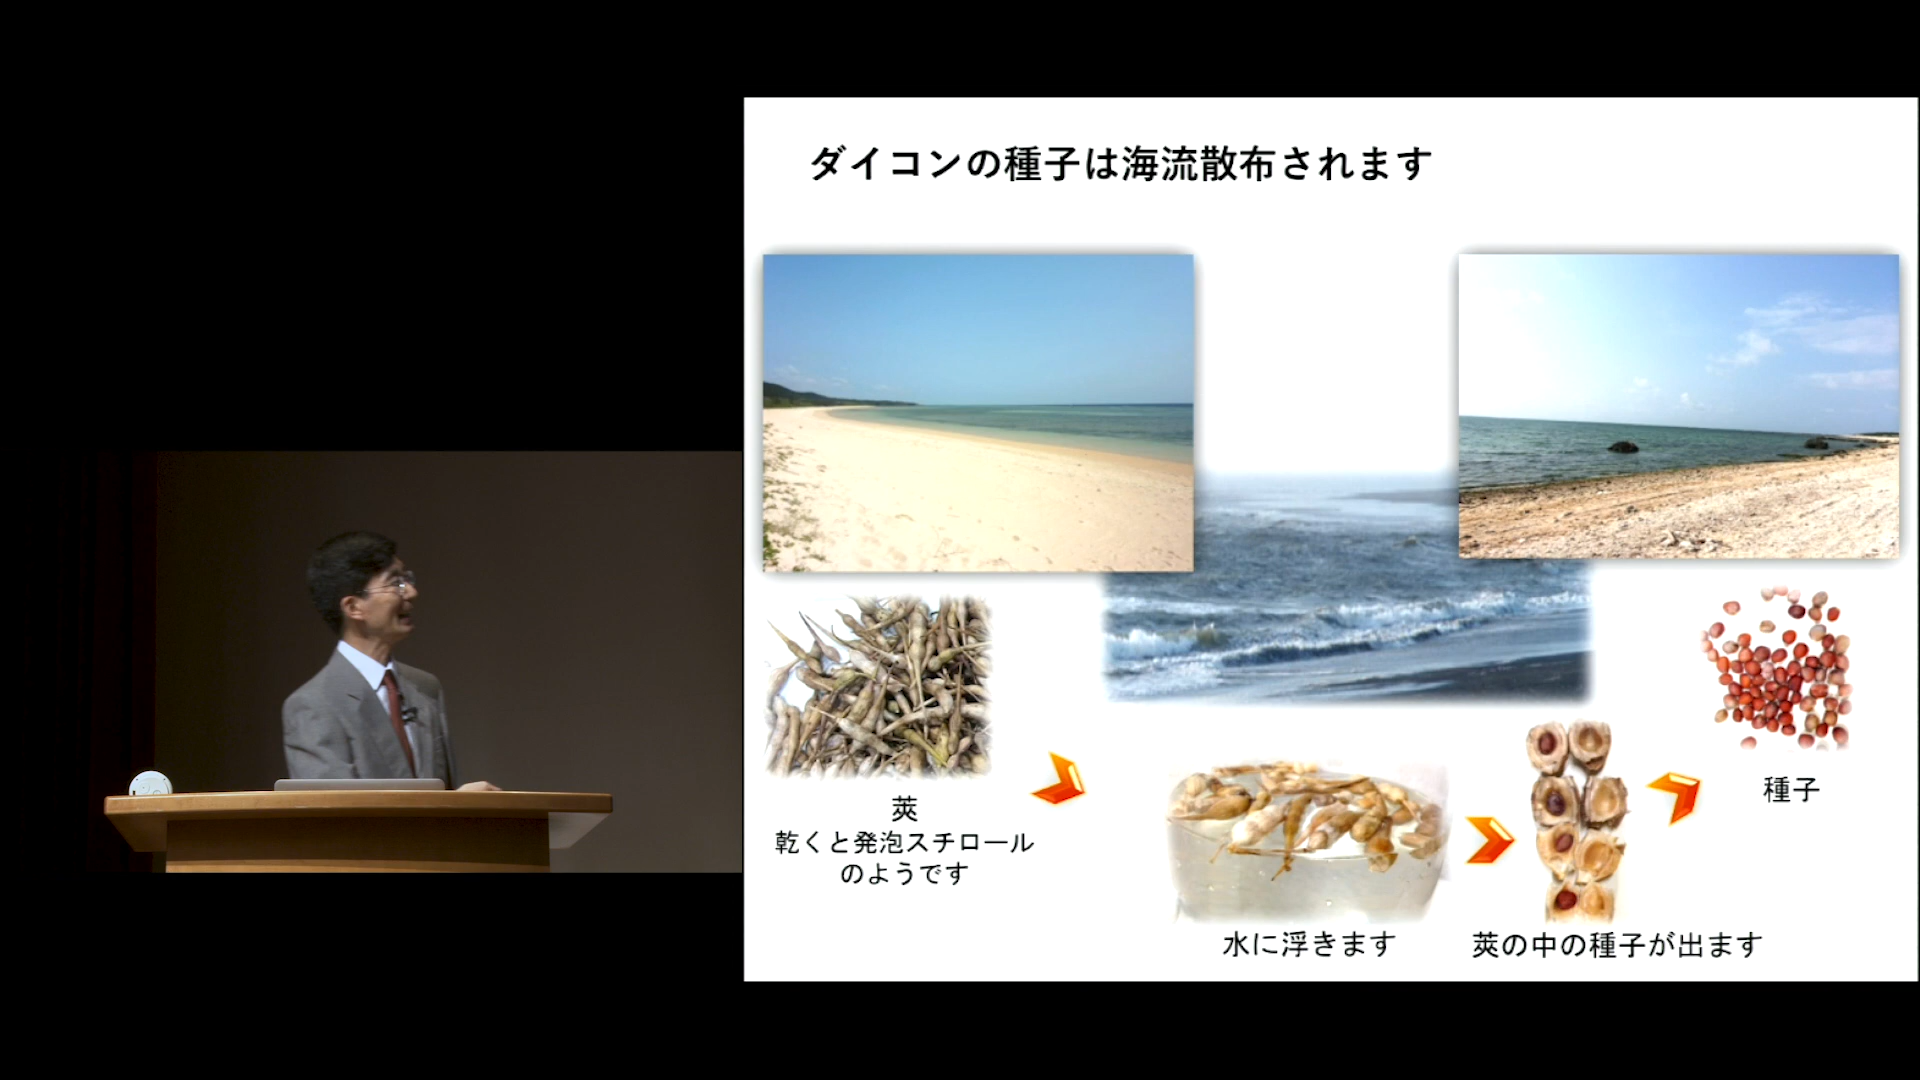 ダイコンの種子は海流散布されます
莢
乾くと発泡スチロール
のようです
水に浮きます
莢の中の種子が出ます
種子